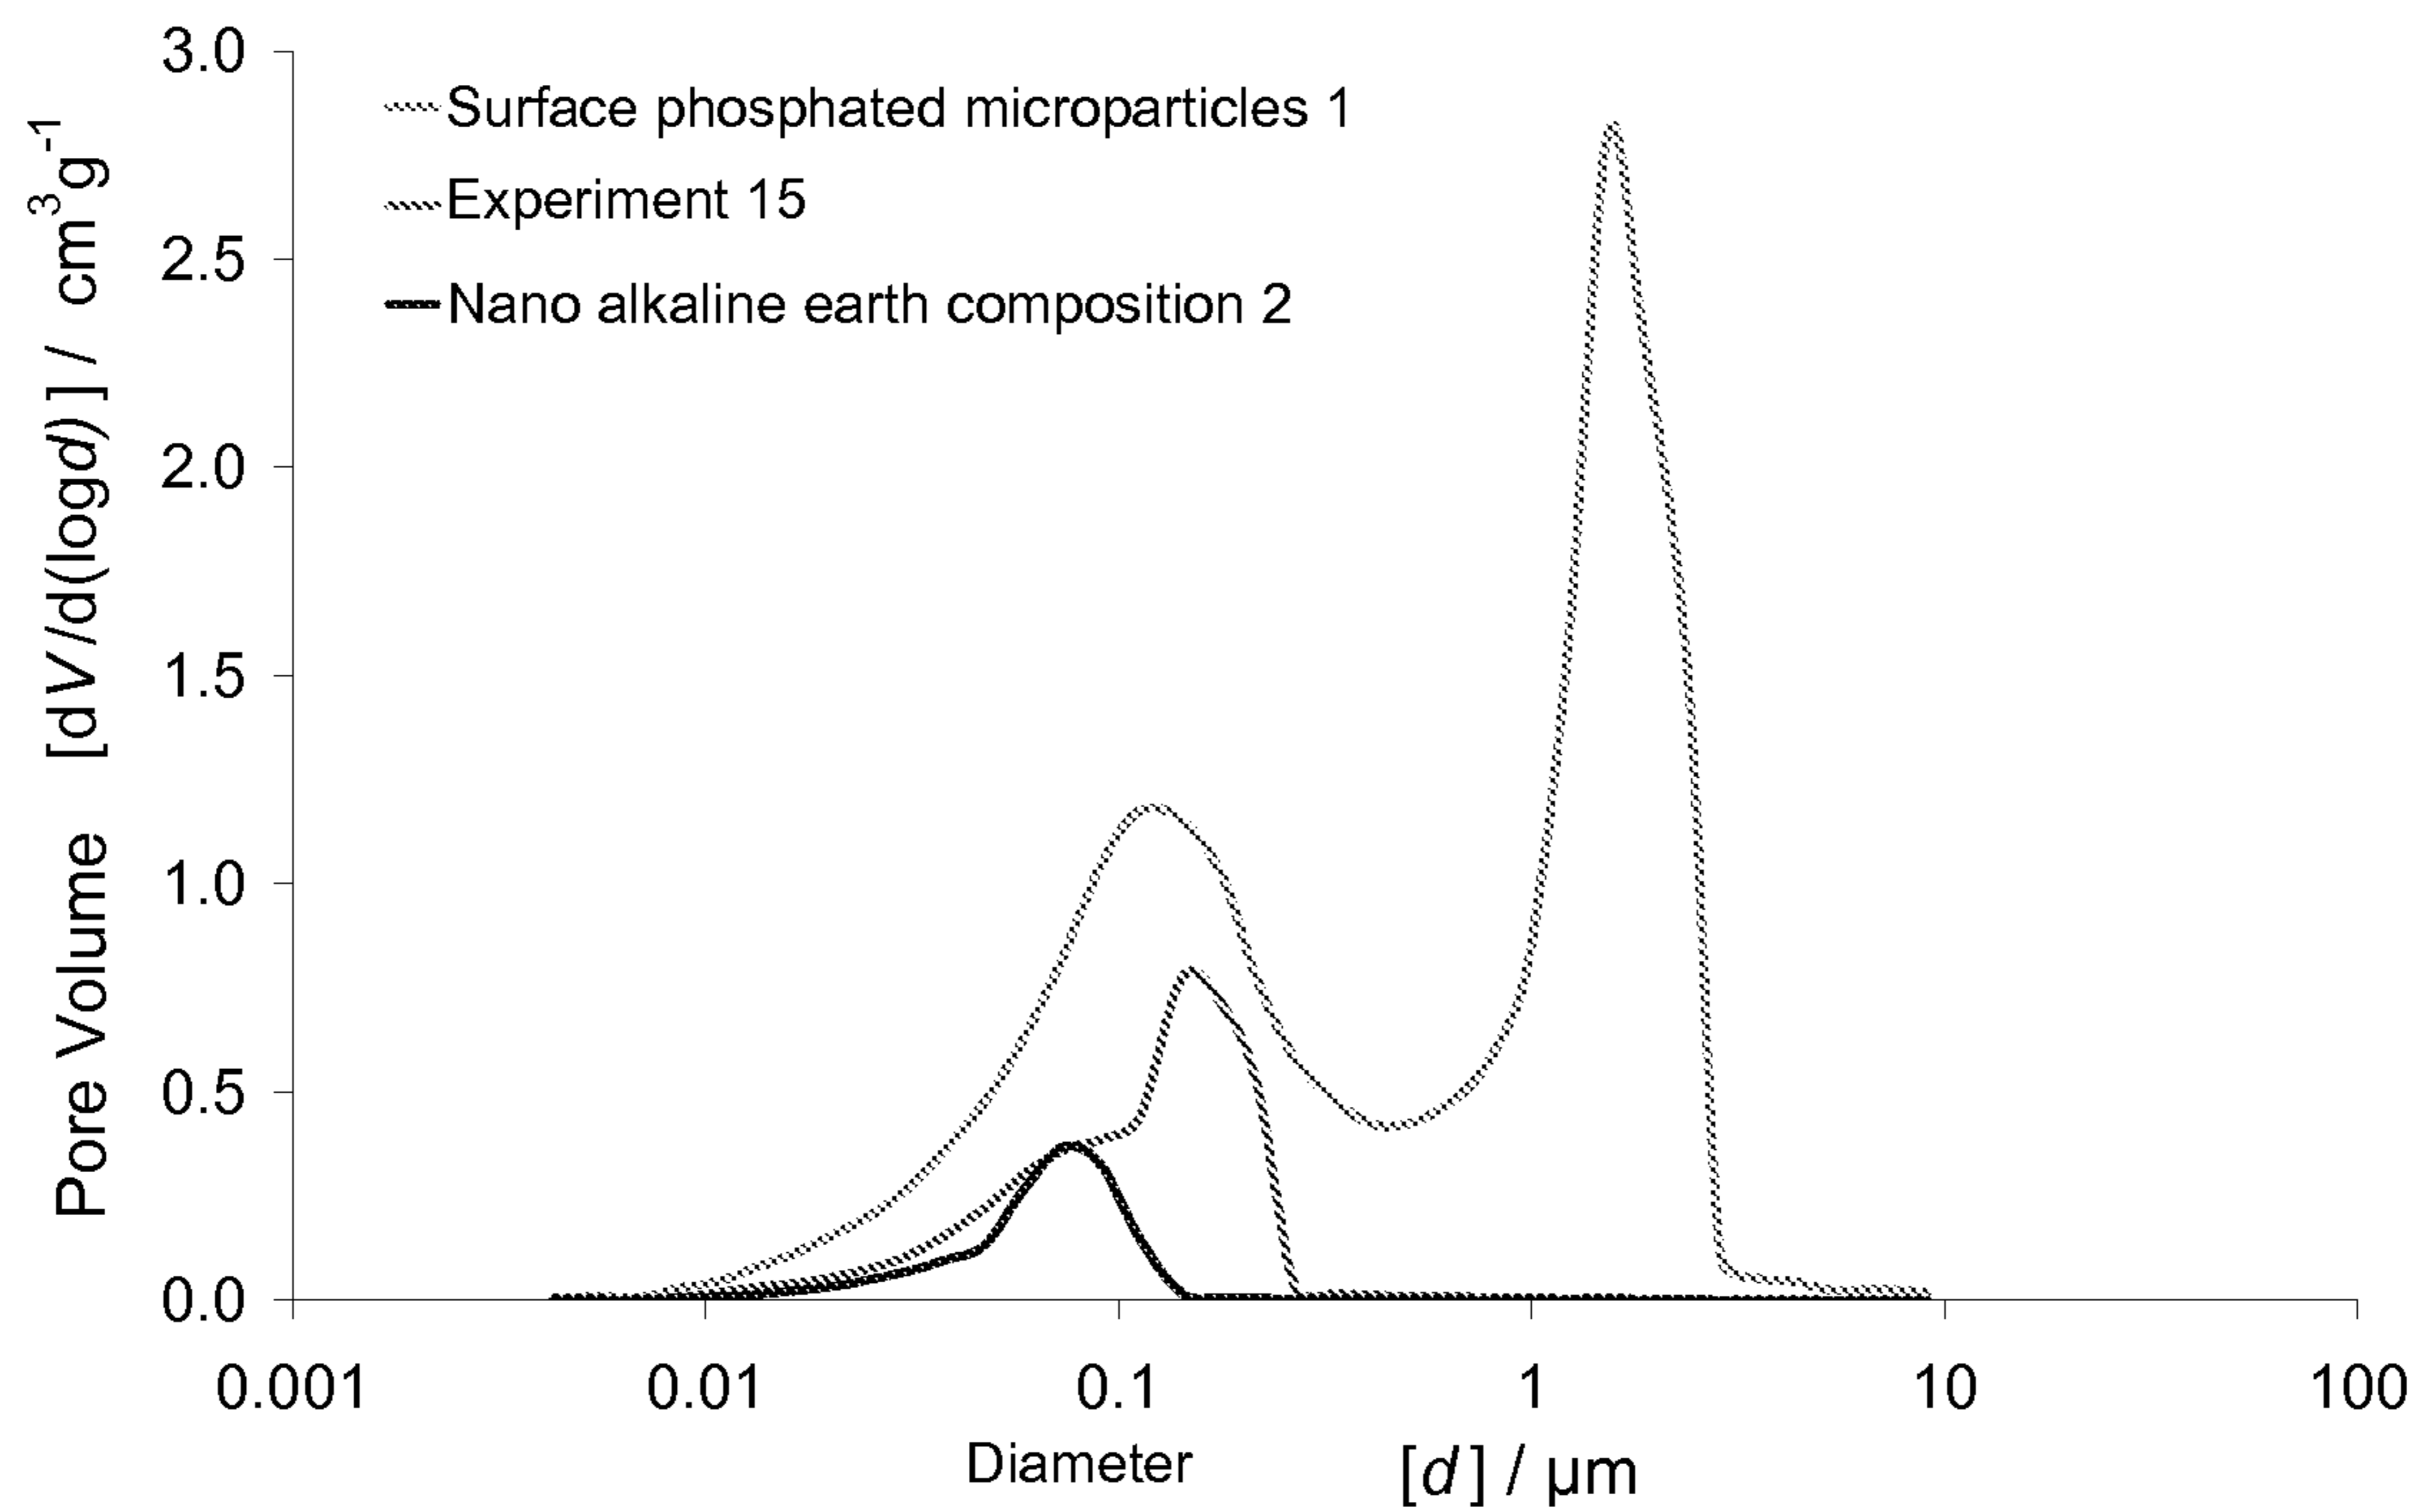 3.0
2.5
2.0
1.5
1.0
0.5
0.0
Pore Volume [dV/d(logd)] / cm³g⁻¹
Surface phosphated microparticles 1
Experiment 15
Nano alkaline earth composition 2
0.001 0.01 0.1 1 10 100
Diameter [d] / µm